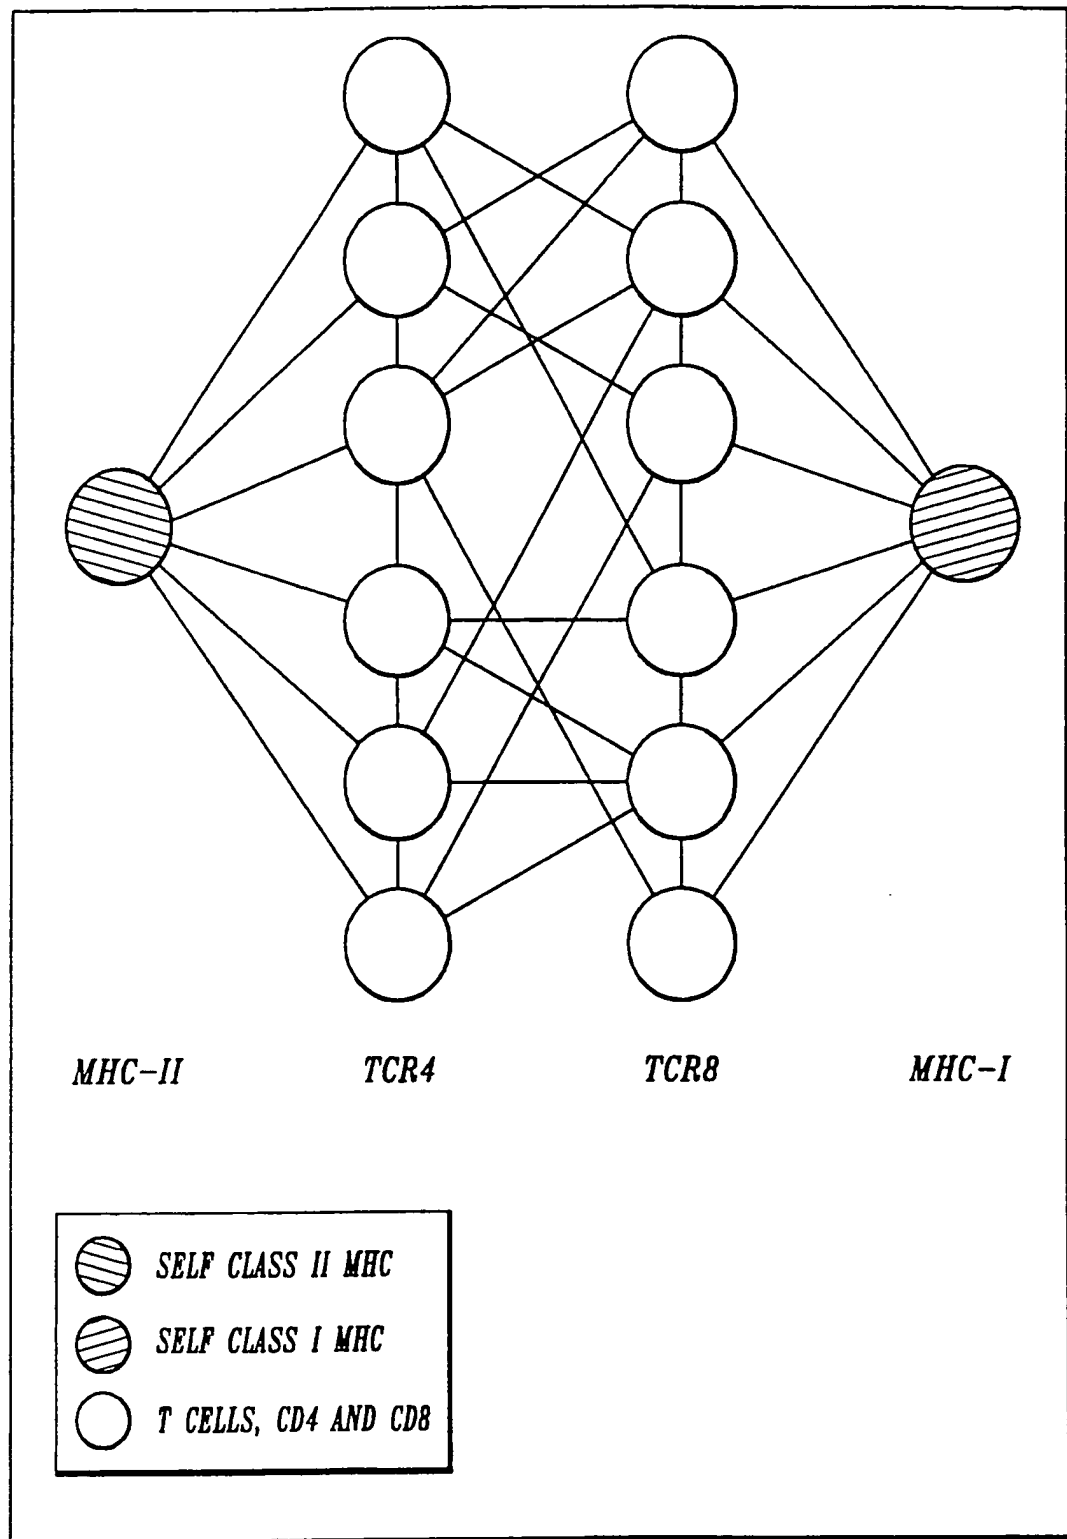 MHC-II TCR4 TCR8 MHC-I
SELF CLASS II MHC
SELF CLASS I MHC
T CELLS, CD4 AND CD8